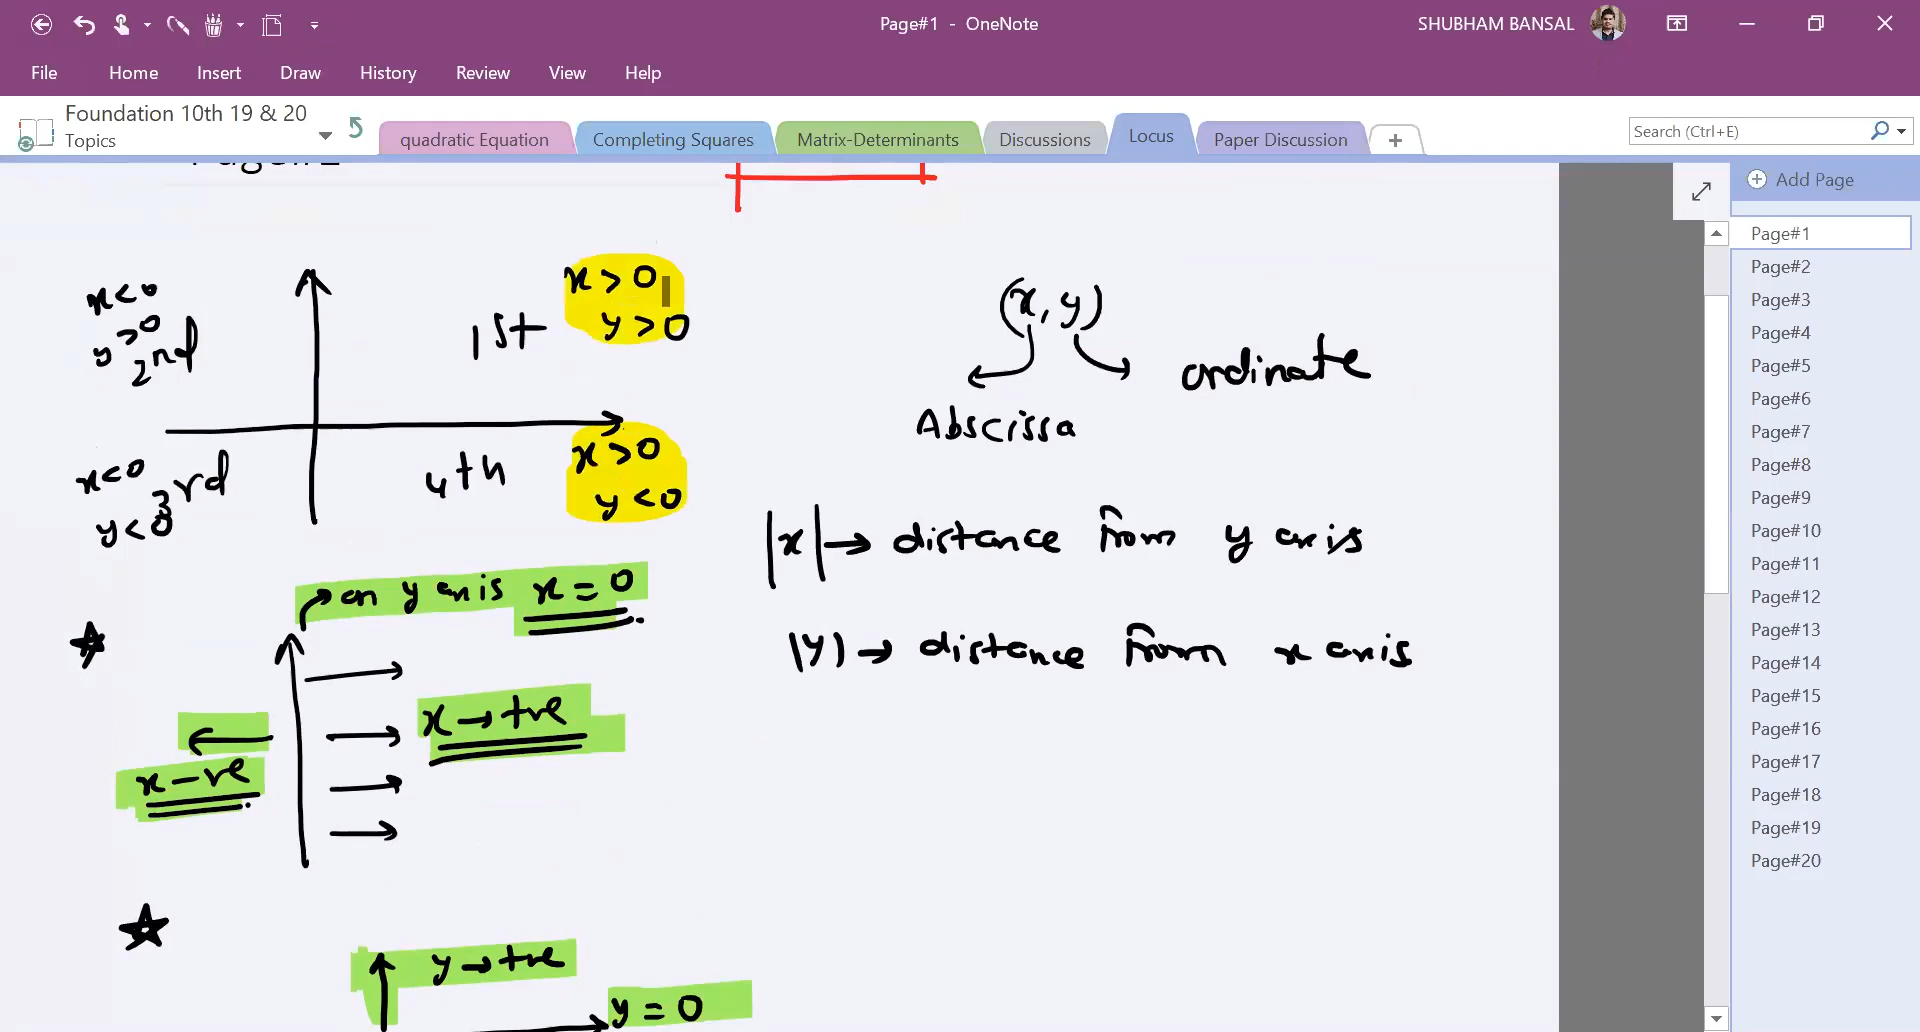 Page#1 - OneNote
SHUBHAM BANSAL
File Home Insert Draw History Review View Help
Foundation 10th 19 & 20
Topics
quadratic Equation
Completing Squares
Matrix-Determinants
Discussions
Locus
Paper Discussion
+
Search (Ctrl+E)
Add Page
Page#1
Page#2
Page#3
Page#4
Page#5
Page#6
Page#7
Page#8
Page#9
Page#10
Page#11
Page#12
Page#13
Page#14
Page#15
Page#16
Page#17
Page#18
Page#19
Page#20
x<0
y>0
2nd
1st
x>0
y>0
x<0
3rd
y<0
4th
x>0
y<0
(x, y)
ordinate
Abscissa
|x| → distance from y axis
|y| → distance from x axis
on y axis x = 0
x → +ve
x -ve
y → +ve
y = 0